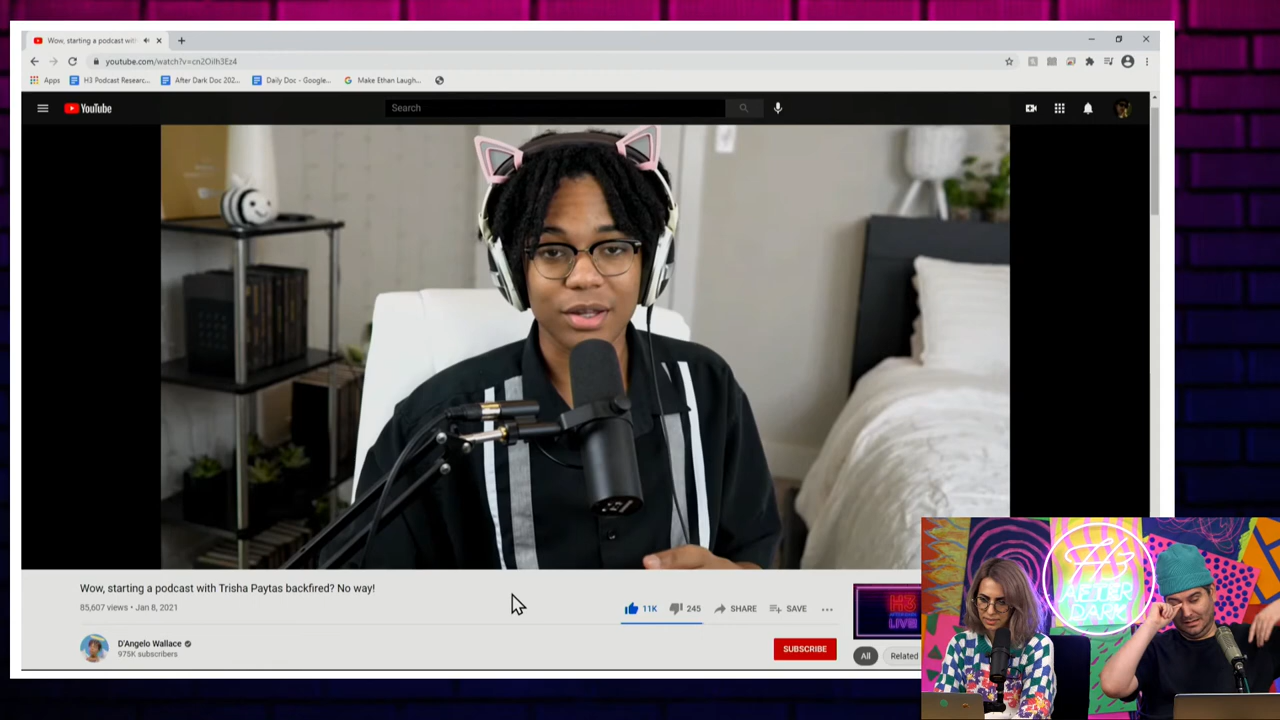 Wow, starting a podcast wit
youtube.com/watch?v=cn2Oilh3Ez4
Apps H3 Podcast Researc... After Dark Doc 202... Daily Doc - Google... Make Ethan Laugh...
YouTube
Search
Wow, starting a podcast with Trisha Paytas backfired? No way!
85,607 views • Jan 8, 2021
11K 245 SHARE SAVE
D'Angelo Wallace
975K subscribers
SUBSCRIBE
H3
LIVE
All Related
H3
AFTER
DARK